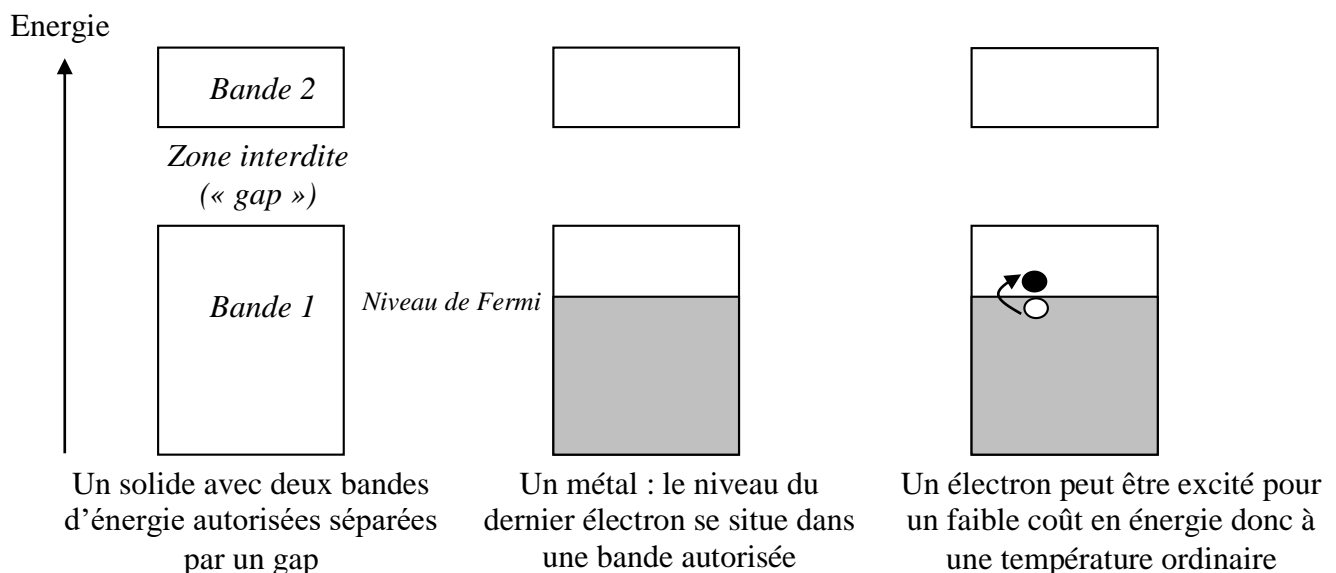 Energie
Bande 2
Zone interdite
(« gap »)
Bande 1
Niveau de Fermi
Un solide avec deux bandes
d’énergie autorisées séparées
par un gap
Un métal : le niveau du
dernier électron se situe dans
une bande autorisée
Un électron peut être excité pour
un faible coût en énergie donc à
une température ordinaire